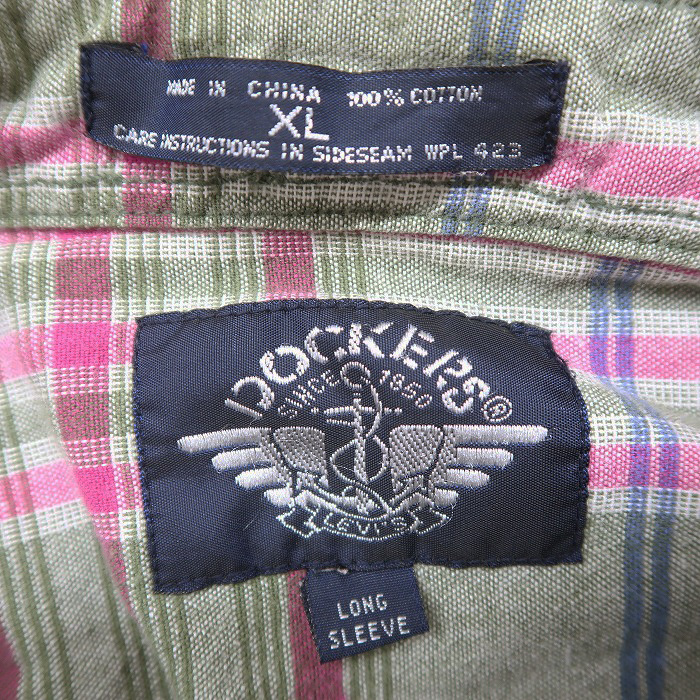 MADE IN CHINA 100% COTTON
XL
CARE INSTRUCTIONS IN SIDESEAM WPL 423
DOCKERS®
SINCE 1850
LEVI'S
LONG
SLEEVE